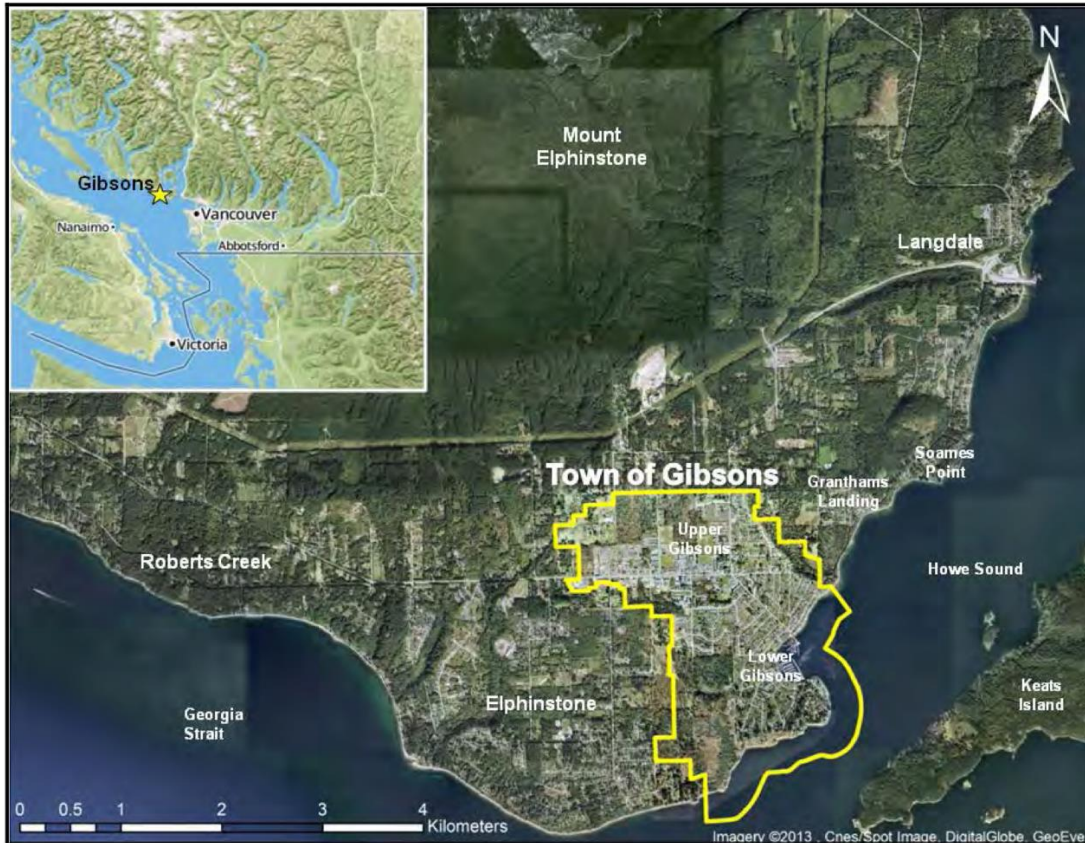 N
Mount
Elphinstone
Gibsons
Vancouver
Nanaimo
Abbotsford
Victoria
Langdale
Soames
Point
Town of Gibsons
Granthams
Landing
Upper
Gibsons
Roberts Creek
Howe Sound
Lower
Gibsons
Keats
Island
Elphinstone
Georgia
Strait
0 0.5 1 2 3 4
Kilometers
Imagery ©2013 , Cnes/Spot Image, DigitalGlobe, GeoEye